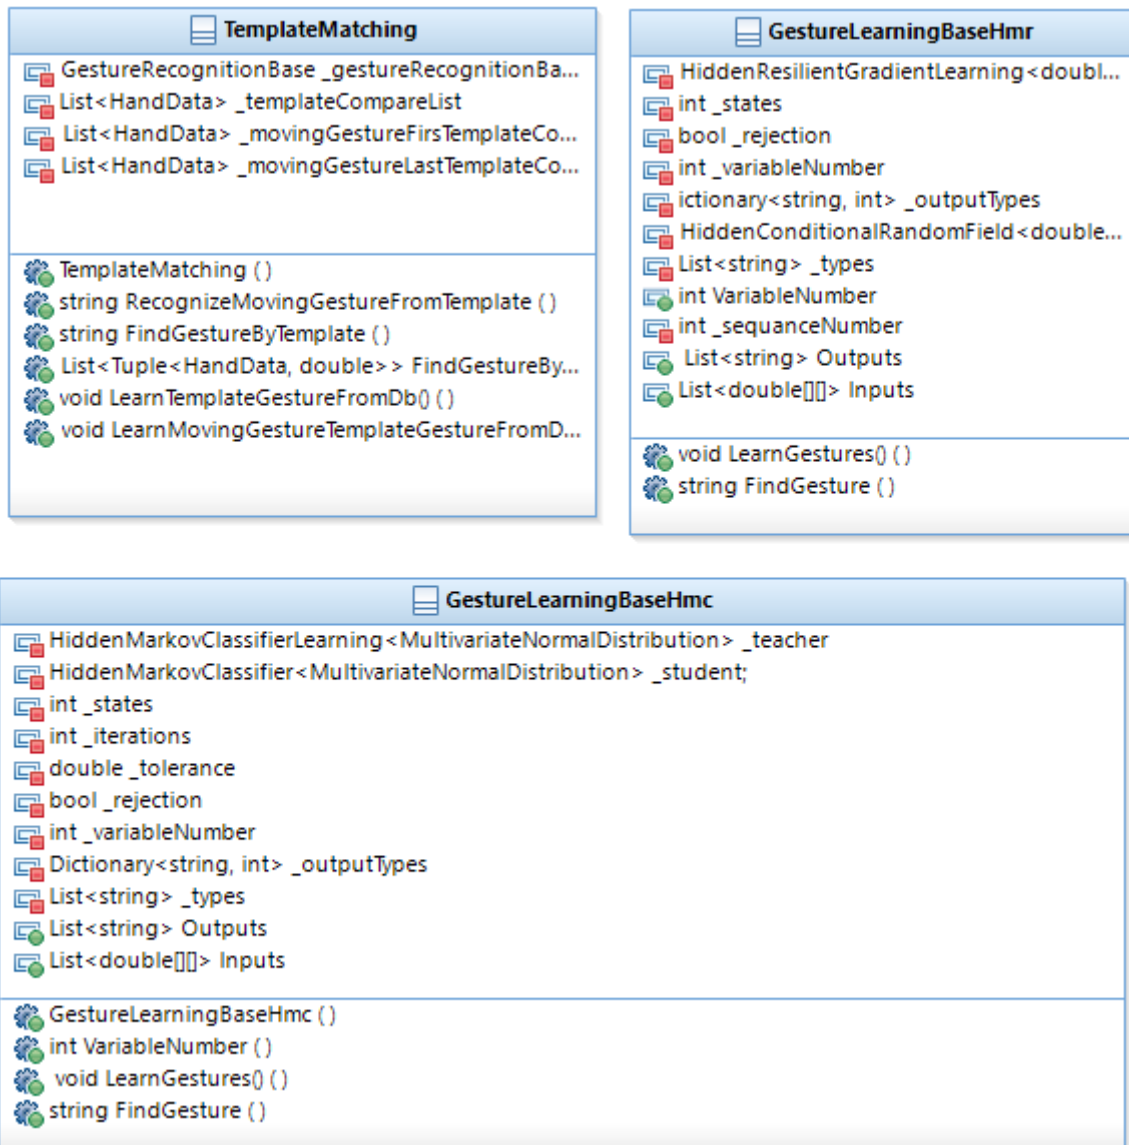 TemplateMatching
GestureRecognitionBase _gestureRecognitionBa...
List<HandData> _templateCompareList
List<HandData> _movingGestureFirsTemplateCo...
List<HandData> _movingGestureLastTemplateCo...
TemplateMatching ( )
string RecognizeMovingGestureFromTemplate ( )
string FindGestureByTemplate ( )
List<Tuple<HandData, double>> FindGestureBy...
void LearnTemplateGestureFromDb() ( )
void LearnMovingGestureTemplateGestureFromD...
GestureLearningBaseHmr
HiddenResilientGradientLearning<doubl...
int _states
bool _rejection
int _variableNumber
ictionary<string, int> _outputTypes
HiddenConditionalRandomField<double...
List<string> _types
int VariableNumber
int _sequanceNumber
List<string> Outputs
List<double[][]> Inputs
void LearnGestures() ( )
string FindGesture ( )
GestureLearningBaseHmc
HiddenMarkovClassifierLearning<MultivariateNormalDistribution> _teacher
HiddenMarkovClassifier<MultivariateNormalDistribution> _student;
int _states
int _iterations
double _tolerance
bool _rejection
int _variableNumber
Dictionary<string, int> _outputTypes
List<string> _types
List<string> Outputs
List<double[][]> Inputs
GestureLearningBaseHmc ( )
int VariableNumber ( )
void LearnGestures() ( )
string FindGesture ( )